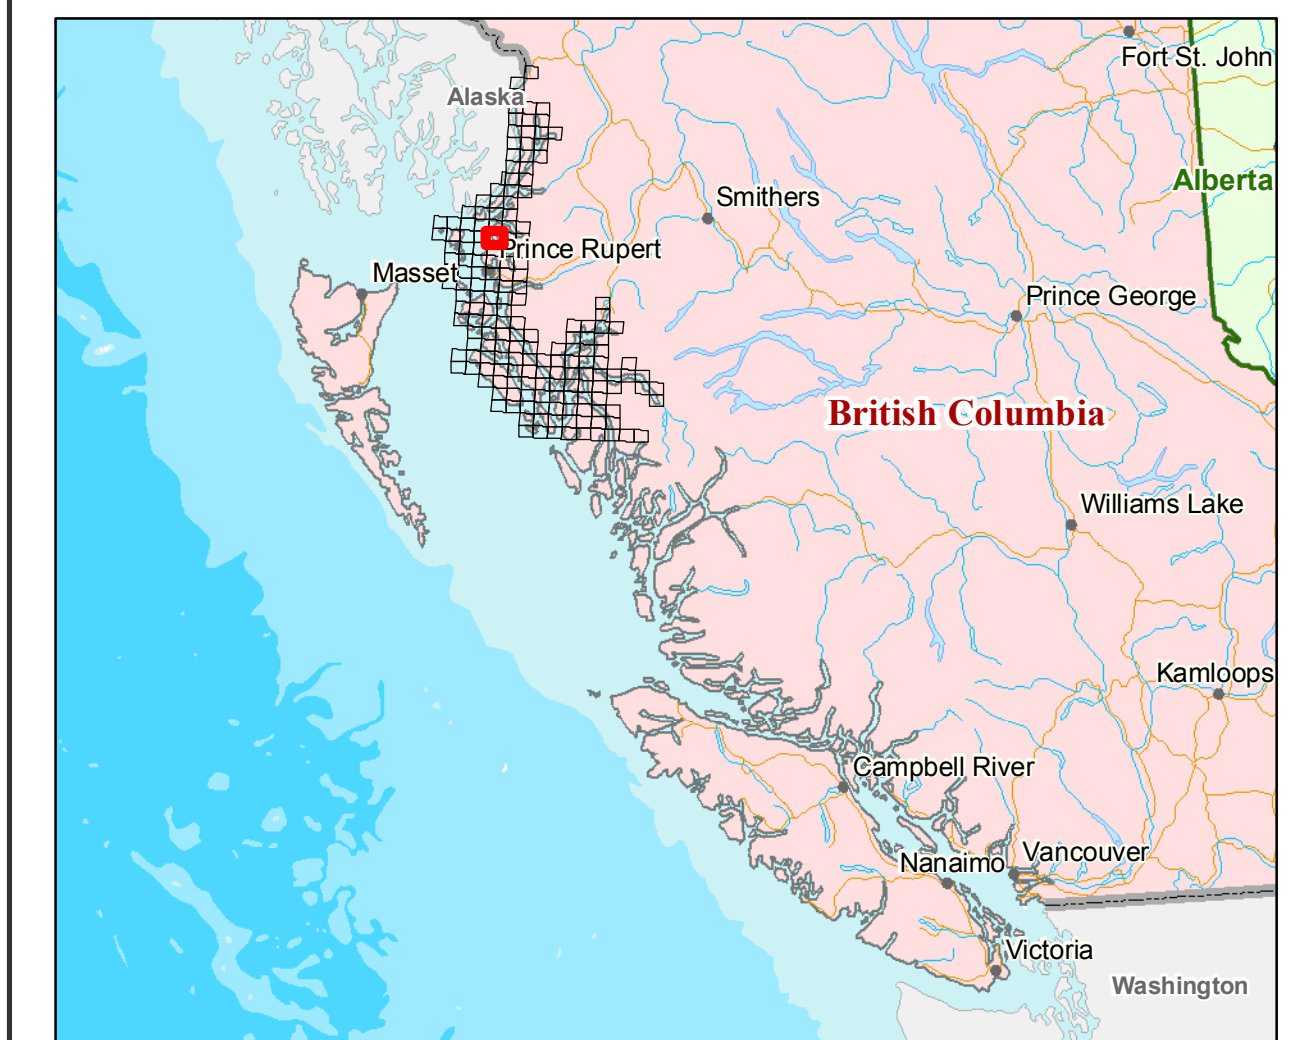 Fort St. John
Alaska
Alberta
Smithers
Prince Rupert
Masset
Prince George
British Columbia
Williams Lake
Kamloops
Campbell River
Vancouver
Nanaimo
Victoria
Washington